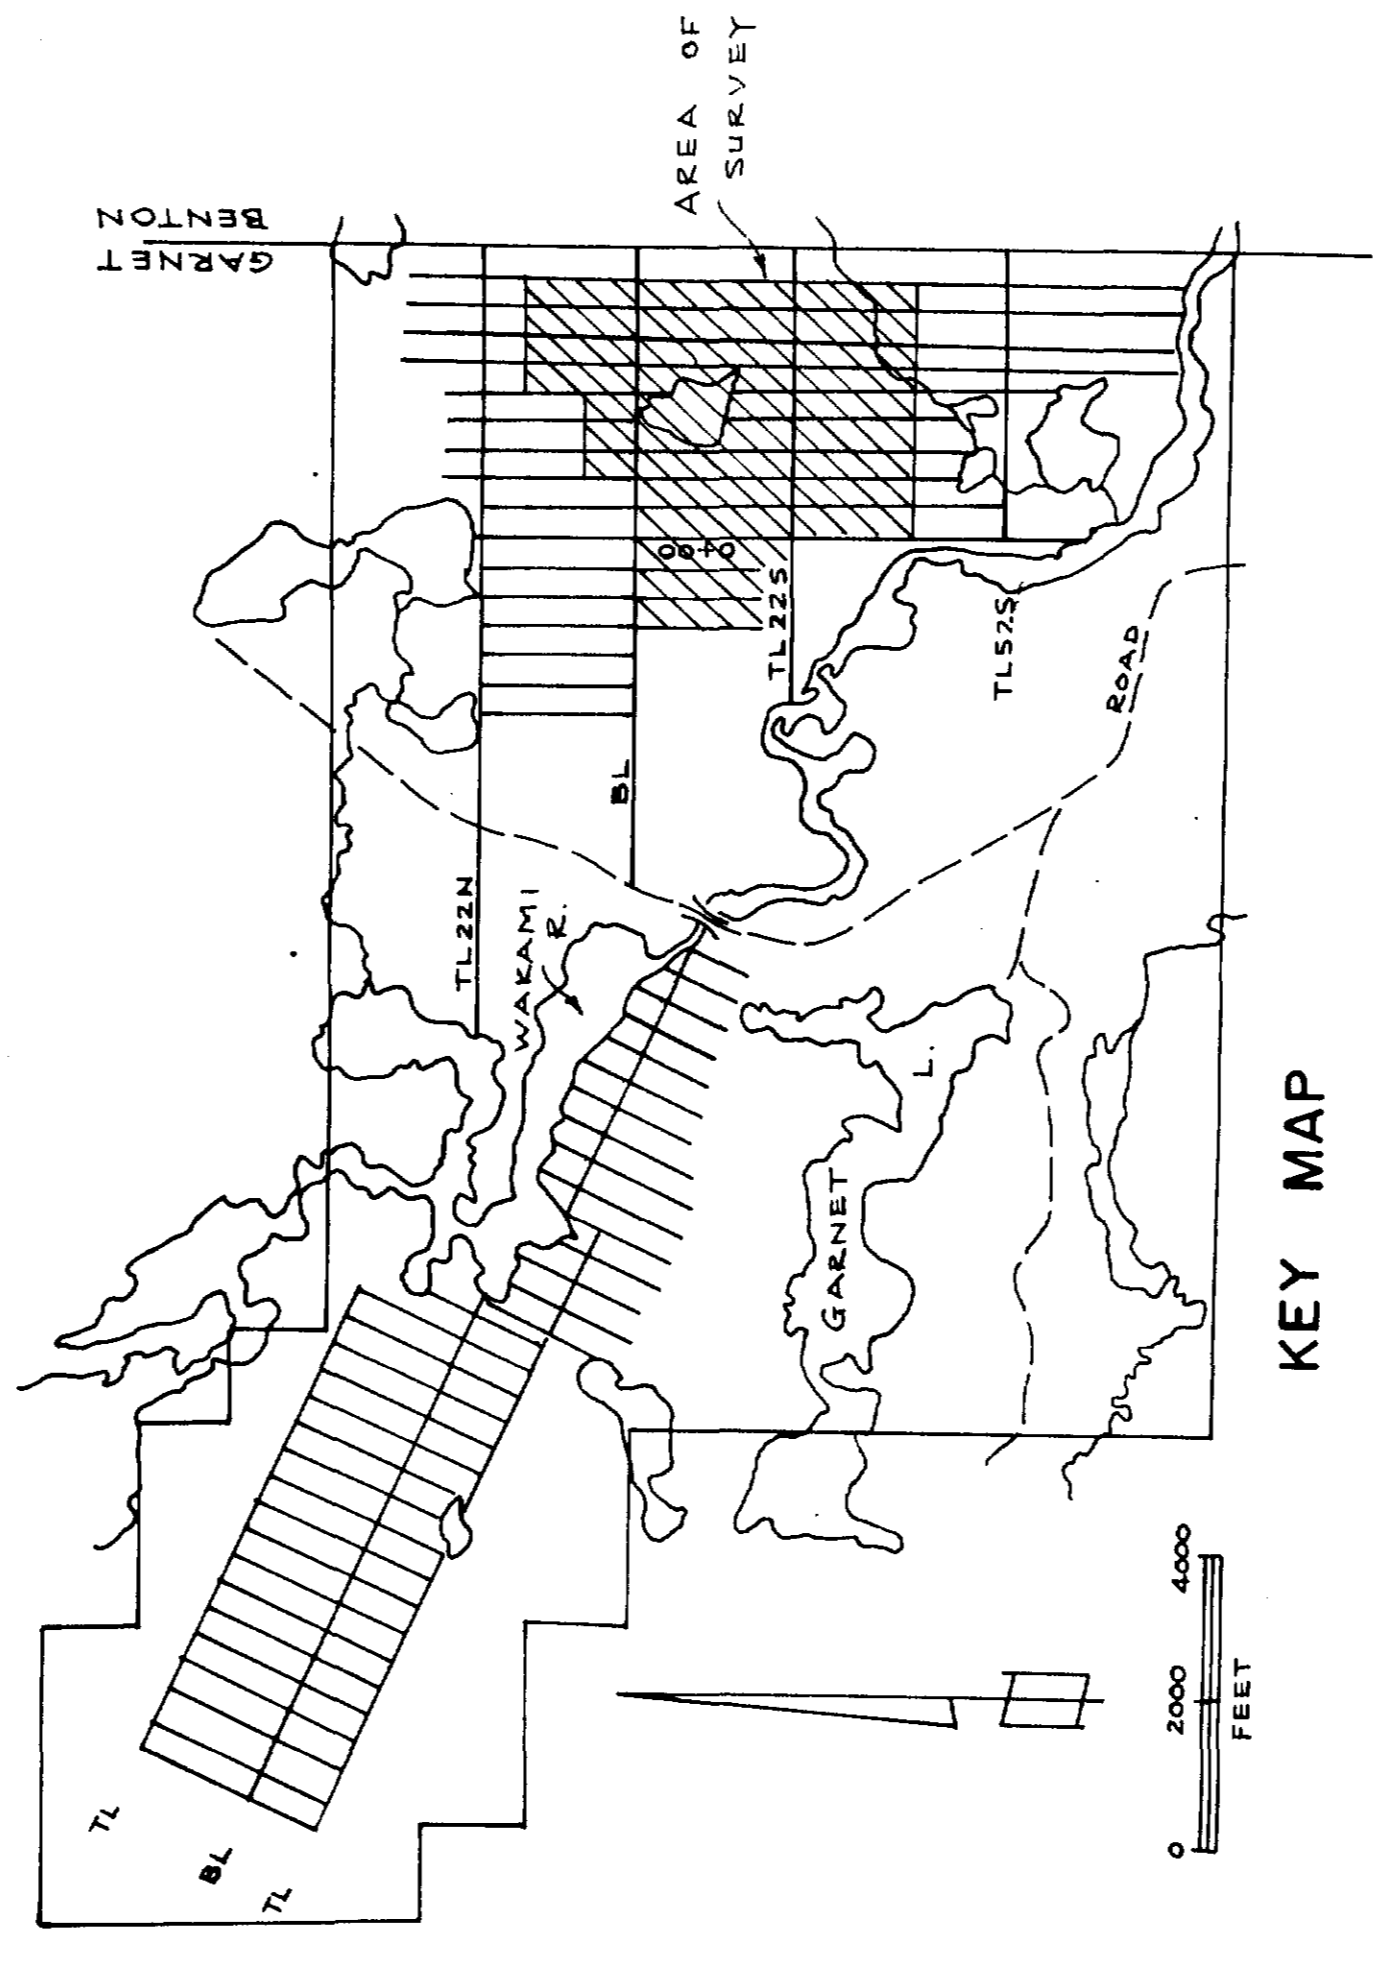 GARNET
BENTON
AREA OF
SURVEY
TL
BL
TL
TL22N
WAKAMI
R.
BL
0+00
TL22S
TL52S
ROAD
GARNET
L.
0 2000 4000
FEET
KEY MAP